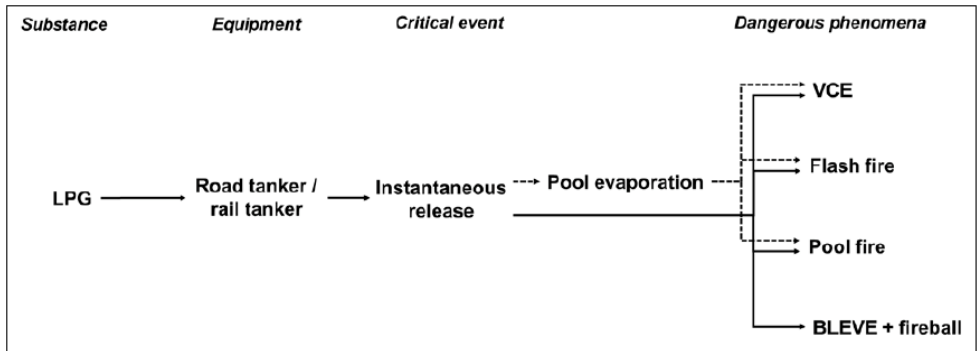 Substance
Equipment
Critical event
Dangerous phenomena
VCE
Flash fire
Pool evaporation
Road tanker /
rail tanker
LPG
Instantaneous
release
Pool fire
BLEVE + fireball